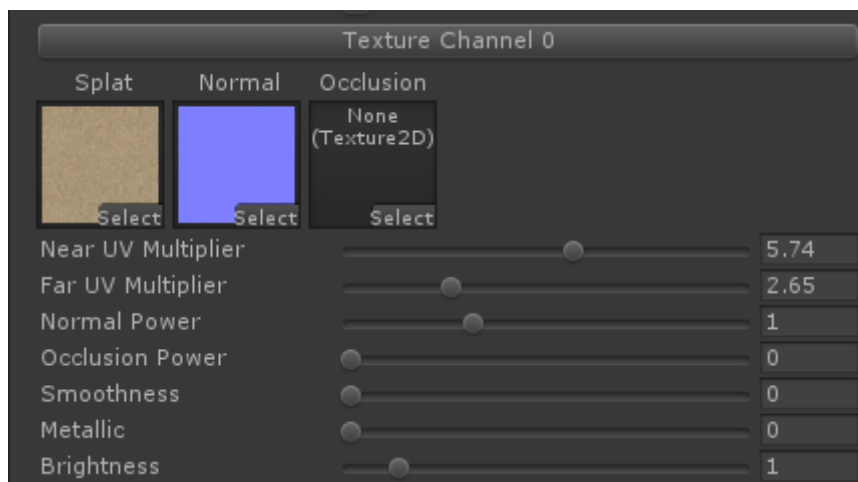 Texture Channel 0
Splat Normal Occlusion
None
(Texture2D)
Select Select Select
Near UV Multiplier 5.74
Far UV Multiplier 2.65
Normal Power 1
Occlusion Power 0
Smoothness 0
Metallic 0
Brightness 1